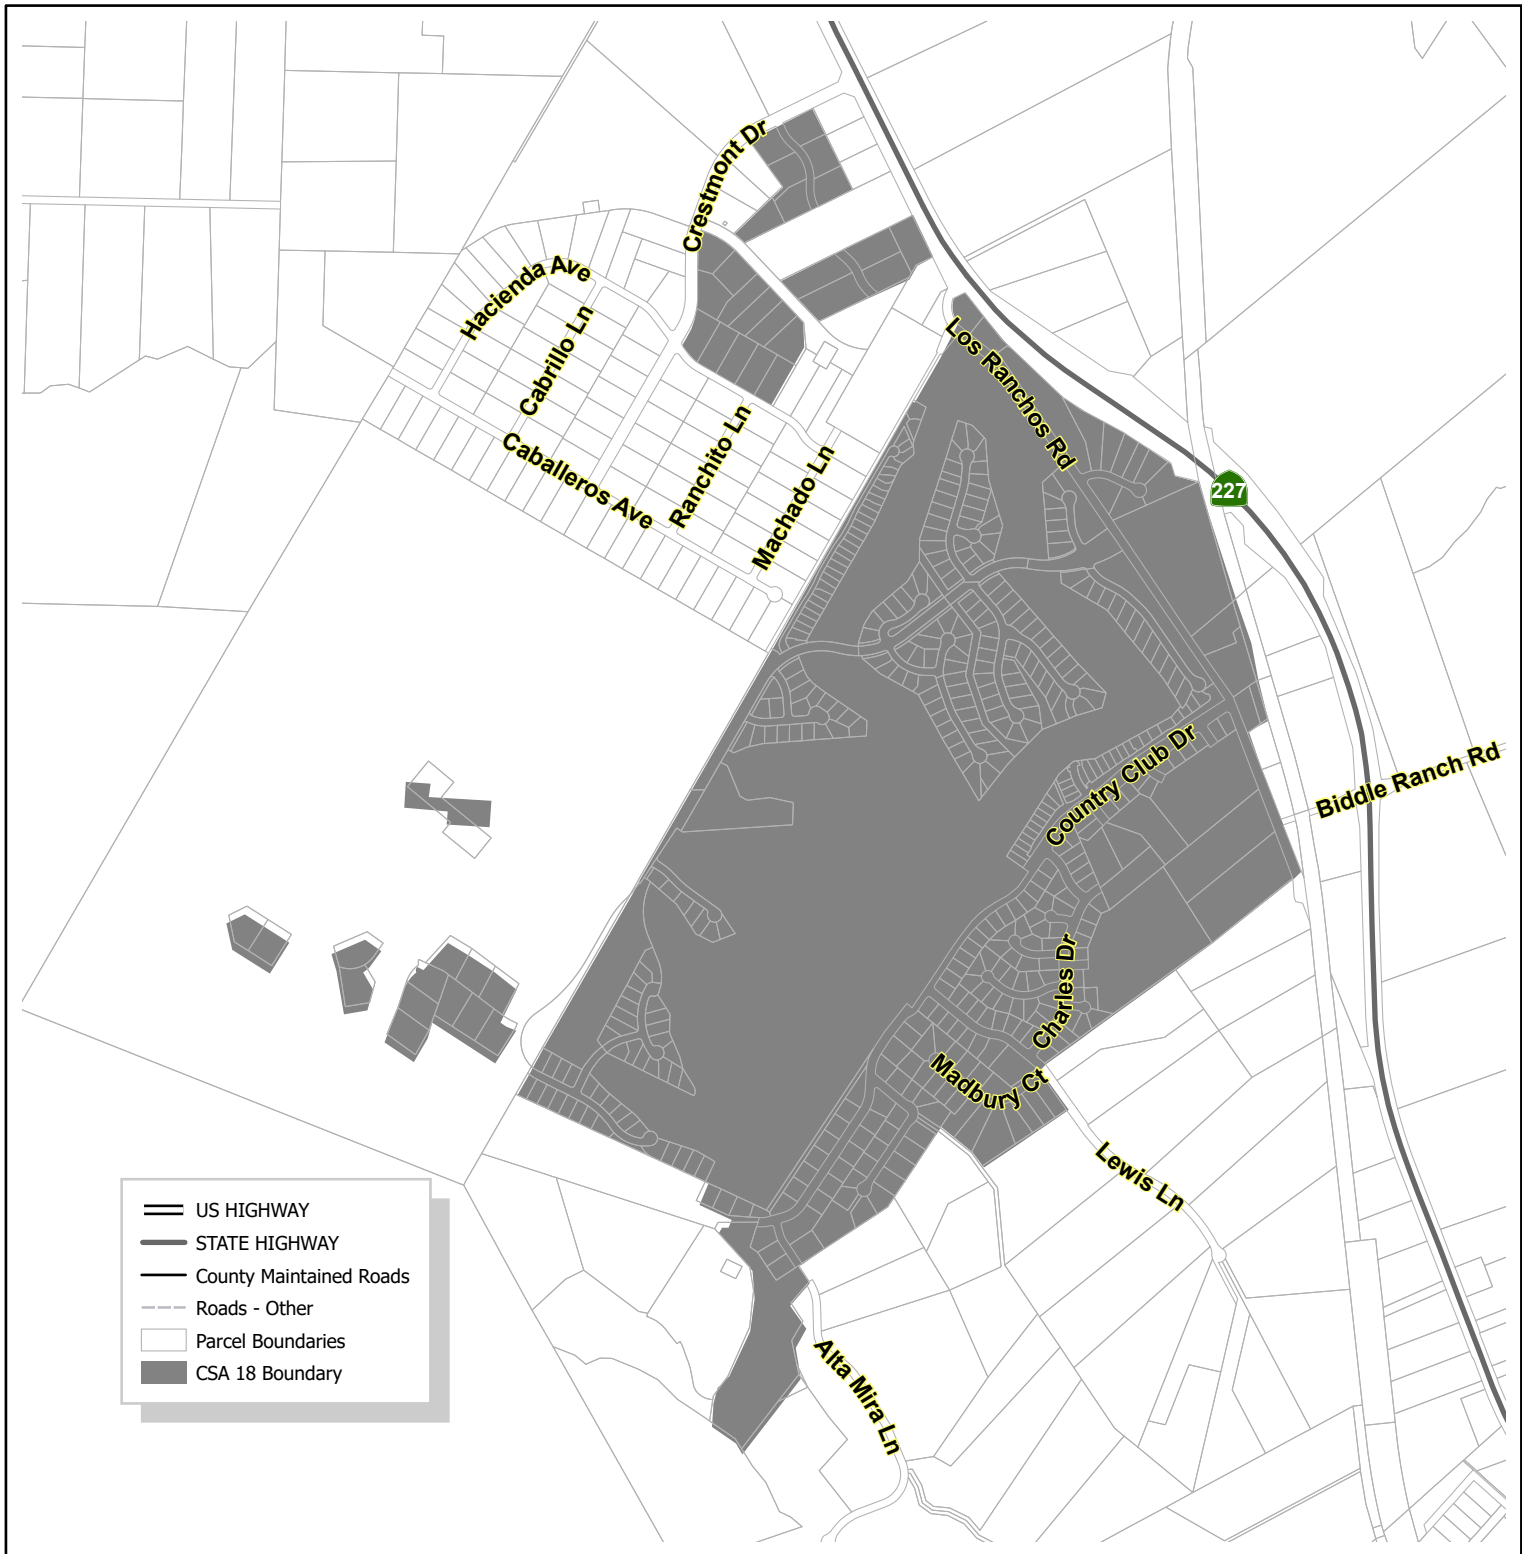 Crestmont Dr
Hacienda Ave
Cabrillo Ln
Los Ranchos Rd
Caballeros Ave
Ranchito Ln
Machado Ln
227
Country Club Dr
Biddle Ranch Rd
Charles Dr
Madbury Ct
Lewis Ln
Alta Mira Ln
US HIGHWAY
STATE HIGHWAY
County Maintained Roads
Roads - Other
Parcel Boundaries
CSA 18 Boundary